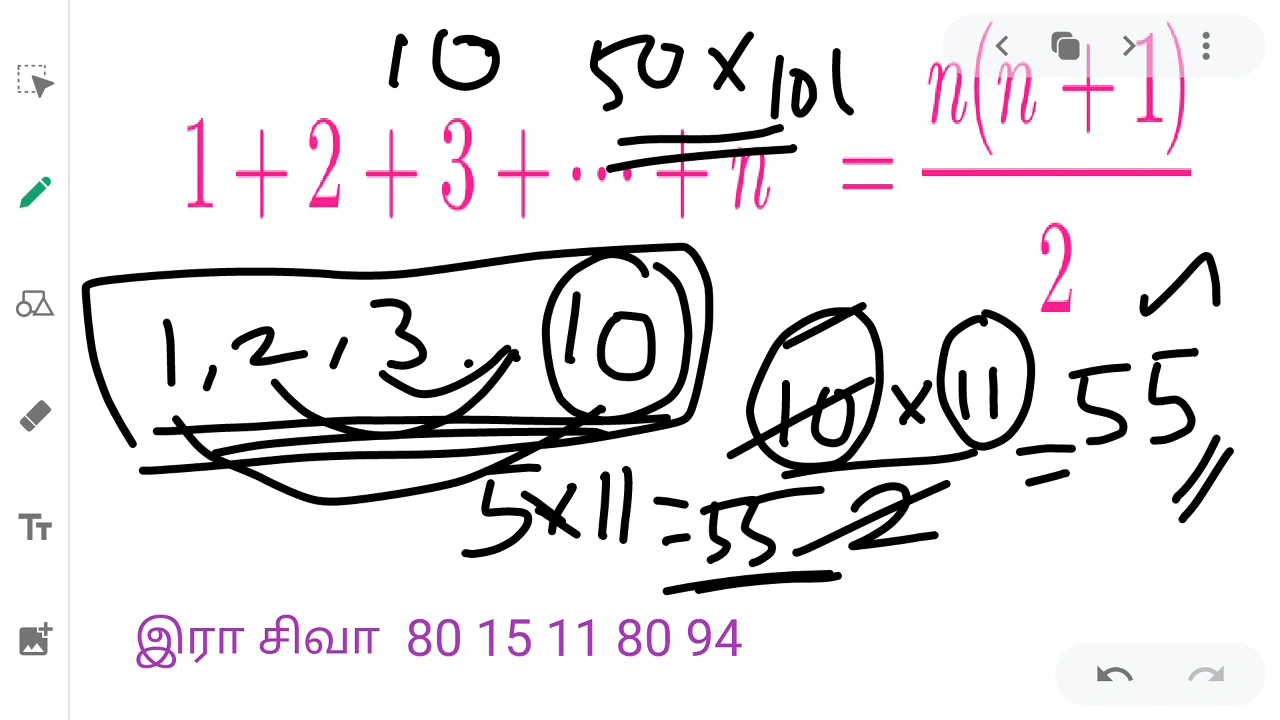 10 50 × 101
1 + 2 + 3 + ··· + n = n(n + 1) / 2
1, 2, 3 . . 10
10 × 11 = 55
2
5 × 11 = 55
இரா சிவா 80 15 11 80 94